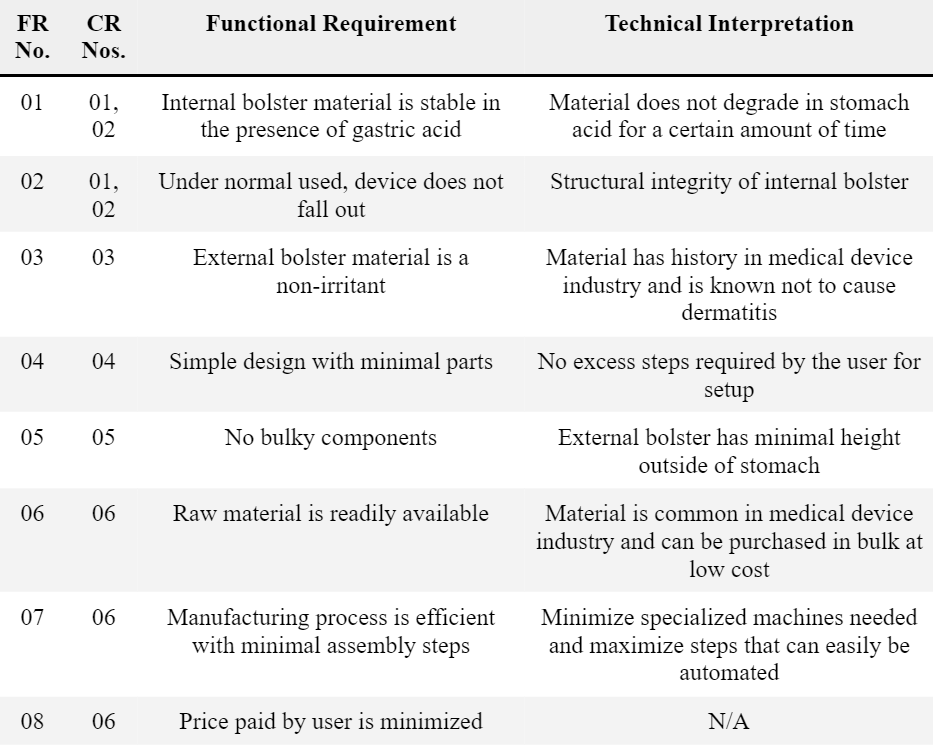 FR CR Functional Requirement Technical Interpretation
No. Nos.
01 01, Internal bolster material is stable in Material does not degrade in stomach
02 the presence of gastric acid acid for a certain amount of time
02 01, Under normal used, device does not Structural integrity of internal bolster
02 fall out
03 03 External bolster material is a Material has history in medical device
non-irritant industry and is known not to cause
dermatitis
04 04 Simple design with minimal parts No excess steps required by the user for
setup
05 05 No bulky components External bolster has minimal height
outside of stomach
06 06 Raw material is readily available Material is common in medical device
industry and can be purchased in bulk at
low cost
07 06 Manufacturing process is efficient Minimize specialized machines needed
with minimal assembly steps and maximize steps that can easily be
automated
08 06 Price paid by user is minimized N/A